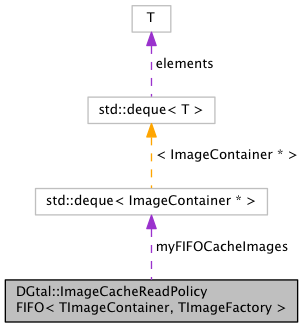 T
elements
std::deque< T >
< ImageContainer * >
std::deque< ImageContainer * >
myFIFOCacheImages
DGtal::ImageCacheReadPolicy
FIFO< TImageContainer, TImageFactory >